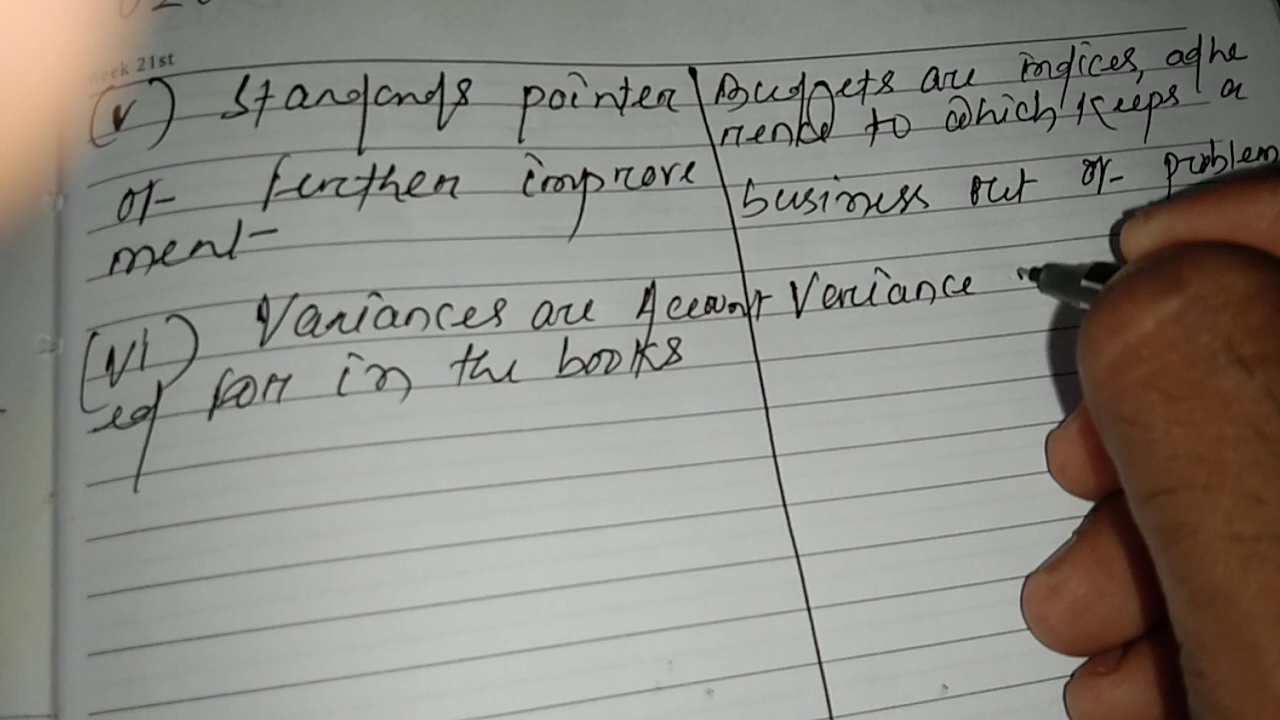 eek 21st
(v) Standards pointer
of further improve
ment
Budgets are indices, adhe
rence to which keeps a
business out of problem
(vi) Variances are Account
ed for in the books
Variance